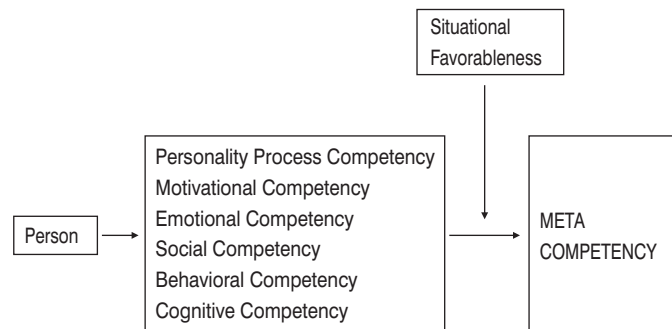 Situational
Favorableness
Personality Process Competency
Motivational Competency
Emotional Competency
Person
Social Competency
Behavioral Competency
Cognitive Competency
META
COMPETENCY